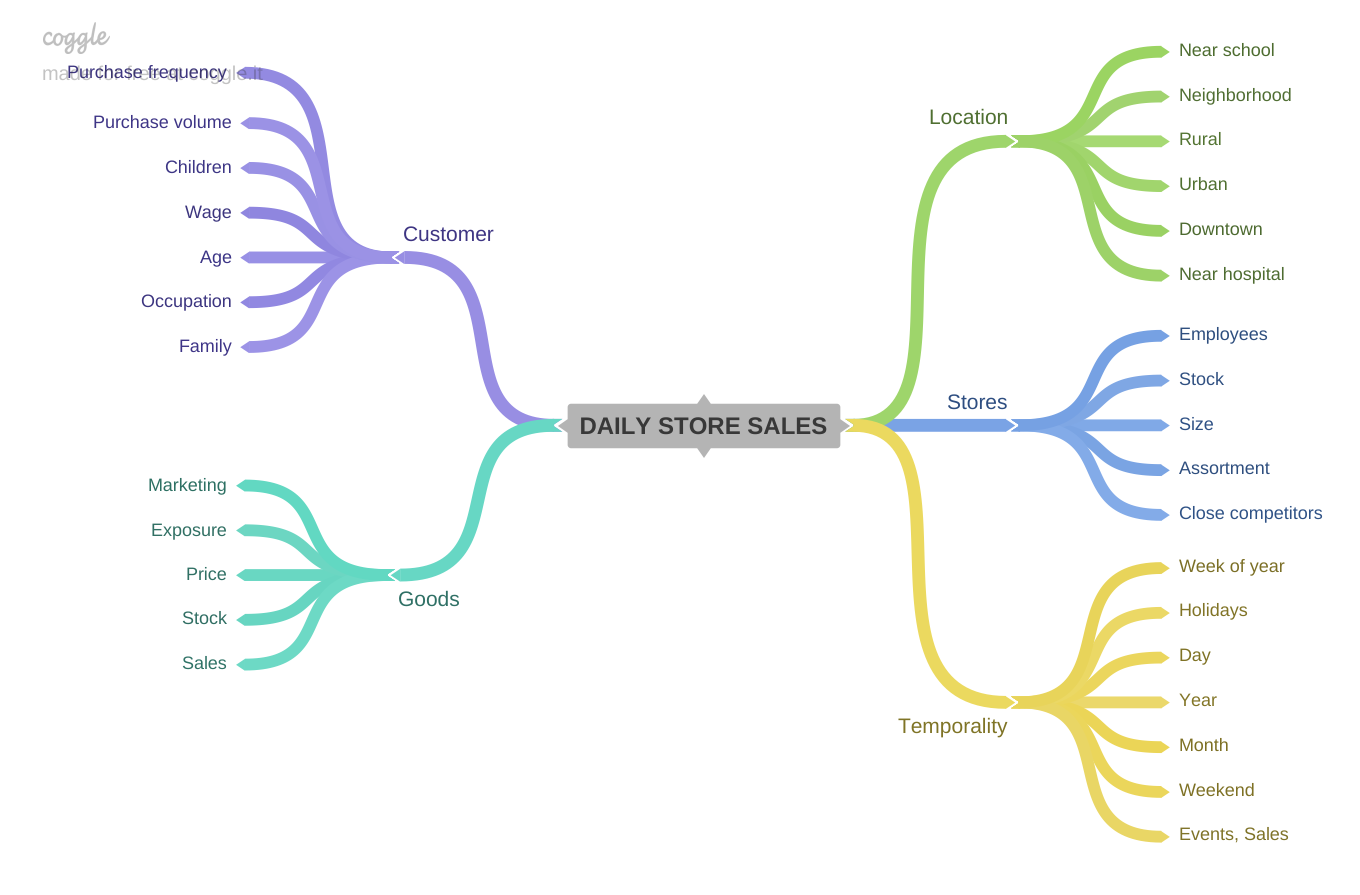 coggle
made for free at coggle.it
Purchase frequency
Purchase volume
Children
Wage
Age
Occupation
Family
Customer
Marketing
Exposure
Price
Stock
Sales
Goods
DAILY STORE SALES
Location
Near school
Neighborhood
Rural
Urban
Downtown
Near hospital
Stores
Employees
Stock
Size
Assortment
Close competitors
Temporality
Week of year
Holidays
Day
Year
Month
Weekend
Events, Sales